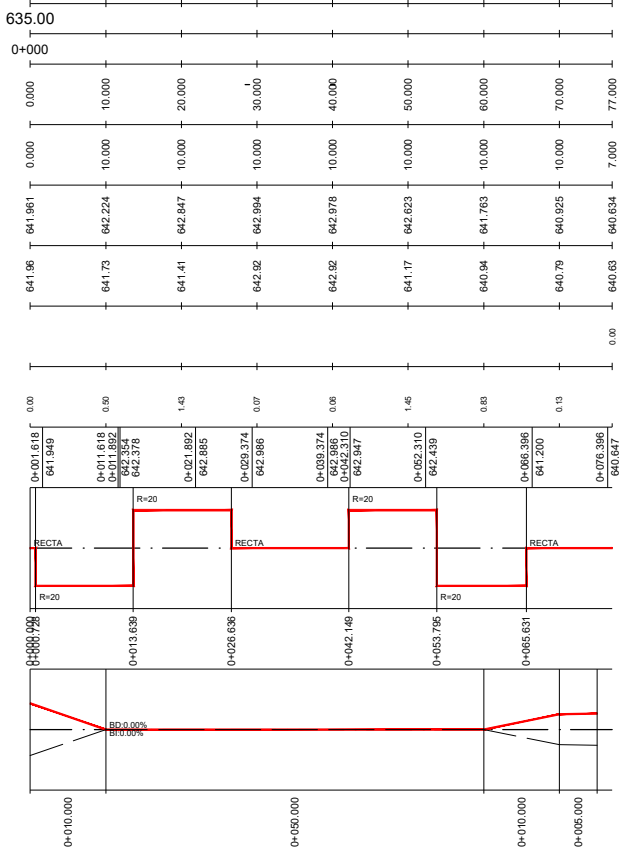 635.00
0+000
0.000 10.000 20.000 30.000 40.000 50.000 60.000 70.000 77.000
0.000 10.000 10.000 10.000 10.000 10.000 10.000 10.000 7.000
641.961 642.224 642.847 642.994 642.978 642.623 641.763 640.925 640.634
641.96 641.73 641.41 642.92 642.92 641.17 640.94 640.79 640.63
0.00
0.00 0.50 1.43 0.07 0.06 1.45 0.83 0.13
0+001.618 0+011.618 0+011.892 0+021.892 0+029.374 0+039.374 0+042.310 0+052.310 0+066.396 0+076.396
641.949 642.354 642.378 642.885 642.986 642.986 642.947 642.439 641.200 640.647
R=20 R=20
RECTA RECTA RECTA
R=20 R=20
0+000.000 0+000.728 0+013.639 0+026.636 0+042.149 0+053.795 0+065.631
BD:0.00%
BI:0.00%
0+010.000 0+050.000 0+010.000 0+005.000